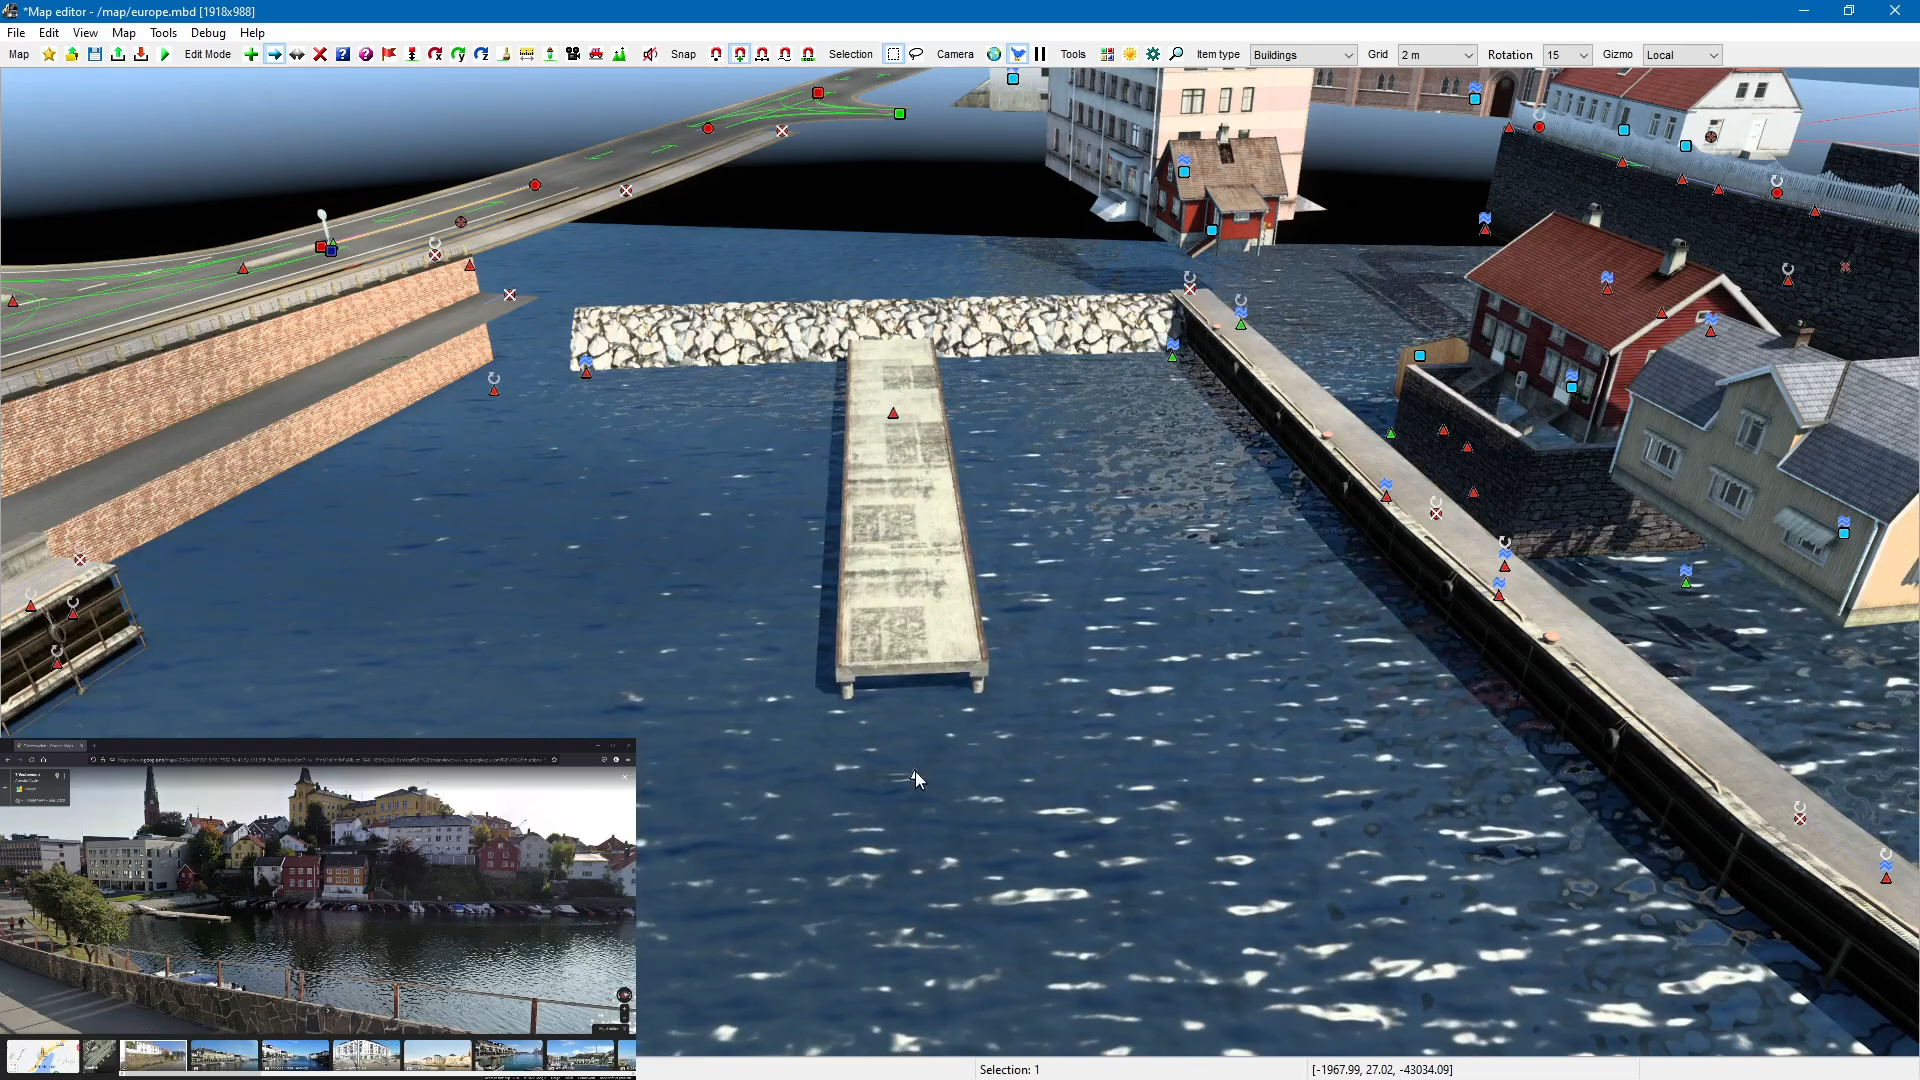 *Map editor - /map/europe.mbd [1918x988]
File Edit View Map Tools Debug Help
Map Edit Mode Snap Selection Camera Tools Item type Buildings Grid 2 m Rotation 15 Gizmo Local
Selection: 1 [-1967.99, 27.02, -43034.09]